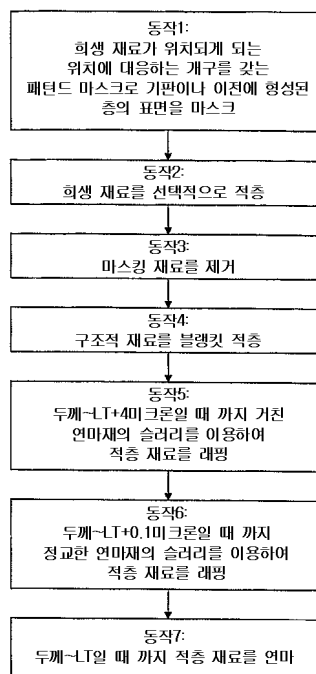 동작1:
희생 재료가 위치되게 되는
위치에 대응하는 개구를 갖는
패턴드 마스크로 기판이나 이전에 형성된
층의 표면을 마스크
동작2:
희생 재료를 선택적으로 적층
동작3:
마스킹 재료를 제거
동작4:
구조적 재료를 블랭킷 적층
동작5:
두께~LT+4미크론일 때 까지 거친
연마재의 슬러리를 이용하여
적층 재료를 래핑
동작6:
두께~LT+0.1미크론일 때 까지
정교한 연마재의 슬러리를 이용하여
적층 재료를 래핑
동작7:
두께~LT일 때 까지 적층 재료를 연마